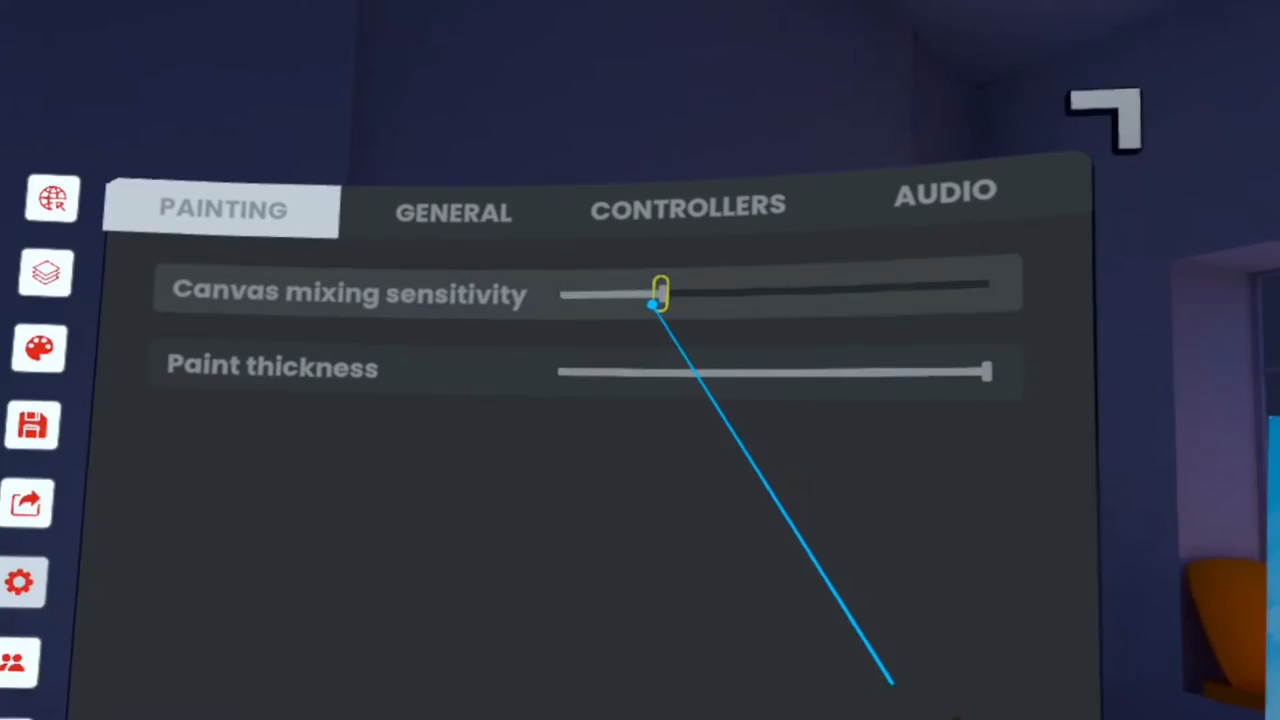 PAINTING
GENERAL
CONTROLLERS
AUDIO
Canvas mixing sensitivity
Paint thickness